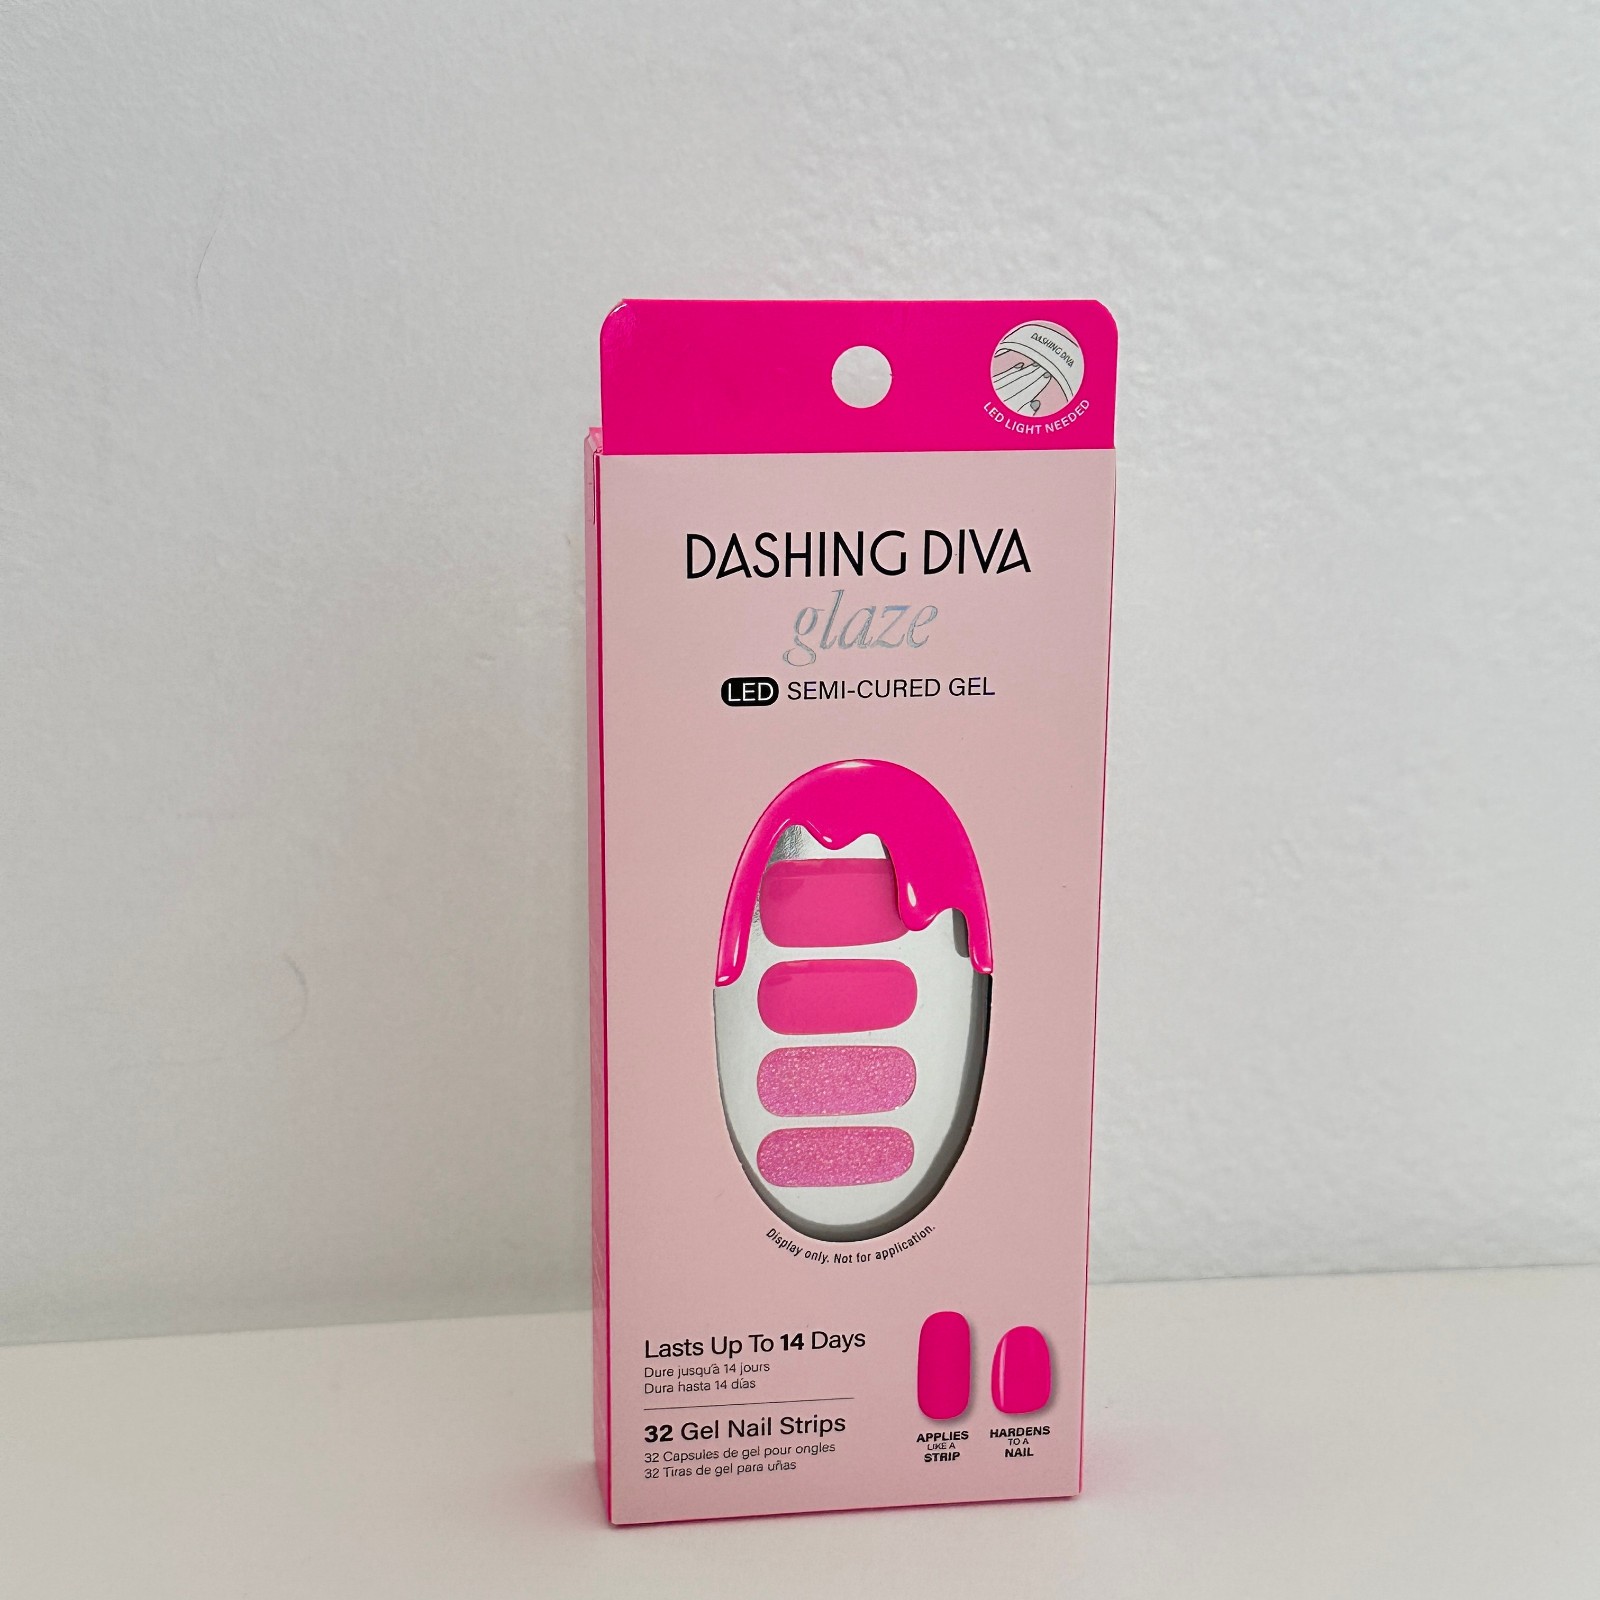 DASHING DIVA
LED LIGHT NEEDED
DASHING DIVA
glaze
LED SEMI-CURED GEL
Display only. Not for application.
Lasts Up To 14 Days
Dure jusqu'à 14 jours
Dura hasta 14 días
32 Gel Nail Strips
32 Capsules de gel pour ongles
32 Tiras de gel para uñas
APPLIES
LIKE A
STRIP
HARDENS
TO A
NAIL